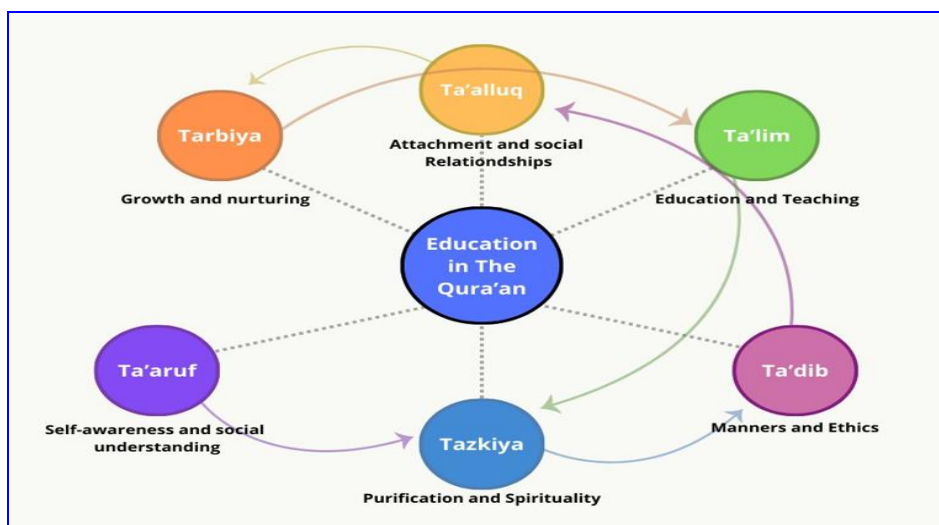 Ta’alluq
Attachment and social
Relationships
Tarbiya
Growth and nurturing
Ta’lim
Education and Teaching
Education
in The
Qura’an
Ta’aruf
Self-awareness and social
understanding
Ta’dib
Manners and Ethics
Tazkiya
Purification and Spirituality